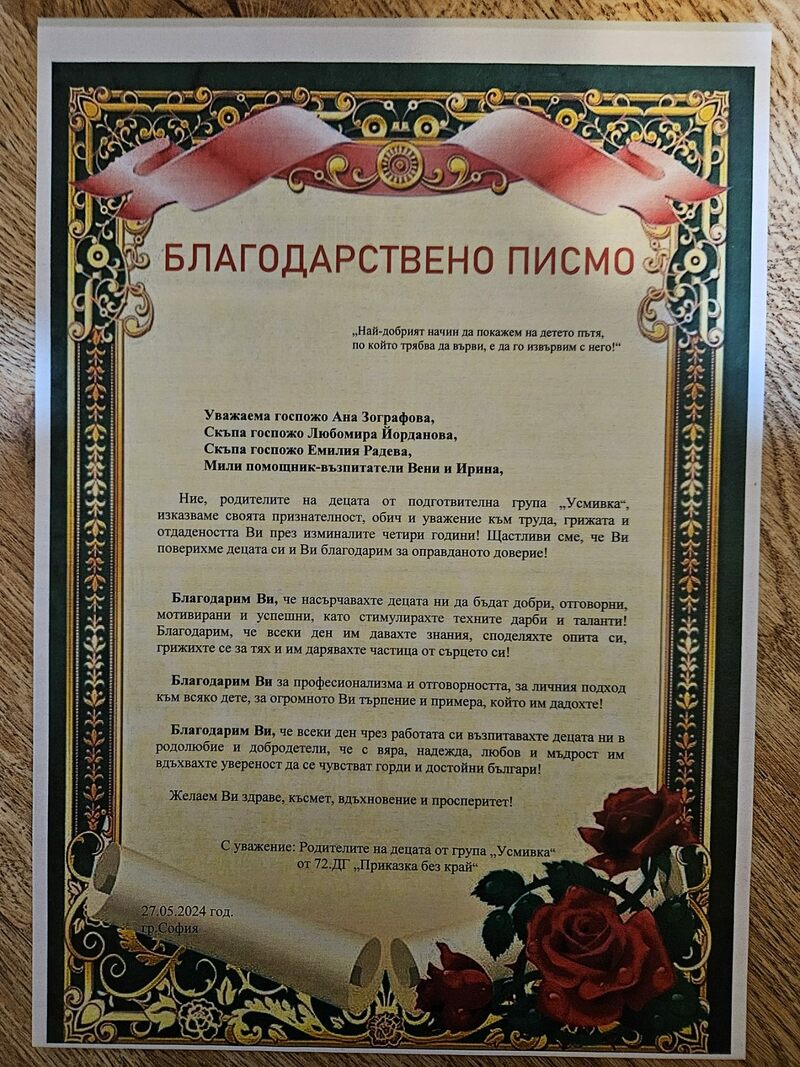 БЛАГОДАРСТВЕНО ПИСМО
„Най-добрият начин да покажем на детето пътя,
по който трябва да върви, е да го извървим с него!“
Уважаема госпожо Ана Зографова,
Скъпа госпожо Любомира Йорданова,
Скъпа госпожо Емилия Радева,
Мили помощник-възпитатели Вени и Ирина,
Ние, родителите на децата от подготвителна група „Усмивка“,
изказваме своята признателност, обич и уважение към труда, грижата и
отдадеността Ви през изминалите четири години! Щастливи сме, че Ви
поверихме децата си и Ви благодарим за оправданото доверие!
Благодарим Ви, че насърчавахте децата ни да бъдат добри, отговорни,
мотивирани и успешни, като стимулирахте техните дарби и таланти!
Благодарим, че всеки ден им давахте знания, споделяхте опита си,
грижихте се за тях и им дарявахте частица от сърцето си!
Благодарим Ви за професионализма и отговорността, за личния подход
към всяко дете, за огромното Ви търпение и примера, който им дадохте!
Благодарим Ви, че всеки ден чрез работата си възпитавахте децата ни в
родолюбие и добродетели, че с вяра, надежда, любов и мъдрост им
вдъхвахте увереност да се чувстват горди и достойни българи!
Желаем Ви здраве, късмет, вдъхновение и просперитет!
С уважение: Родителите на децата от група „Усмивка“
от 72.ДГ „Приказка без край“
27.05.2024 год.
гр.София